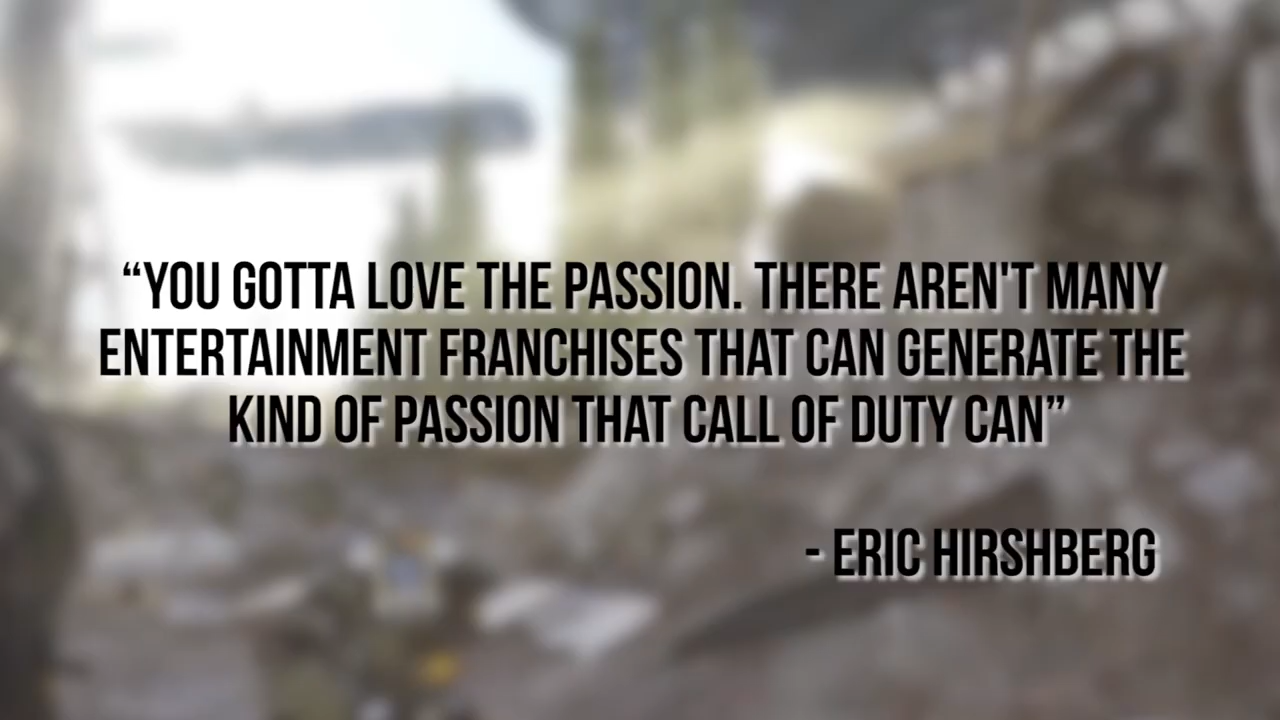 “YOU GOTTA LOVE THE PASSION. THERE AREN'T MANY
ENTERTAINMENT FRANCHISES THAT CAN GENERATE THE
KIND OF PASSION THAT CALL OF DUTY CAN”
- ERIC HIRSHBERG